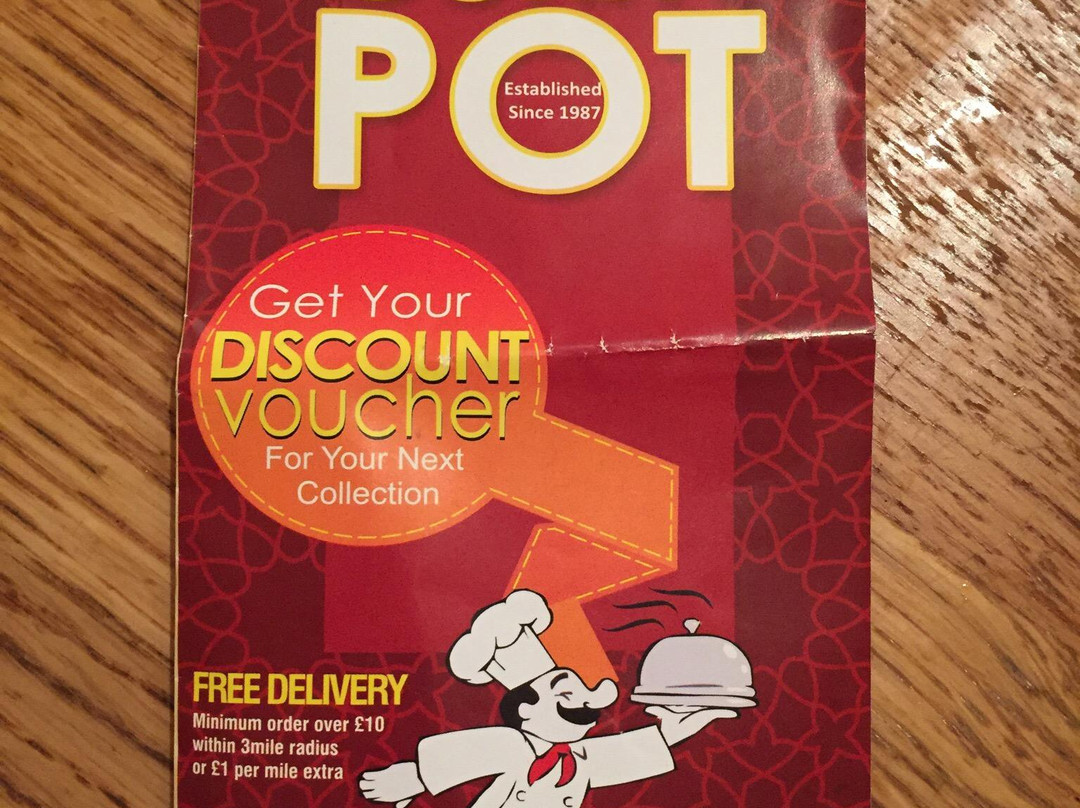 POT
Established
Since 1987
Get Your
DISCOUNT
voucher
For Your Next
Collection
FREE DELIVERY
Minimum order over £10
within 3mile radius
or £1 per mile extra